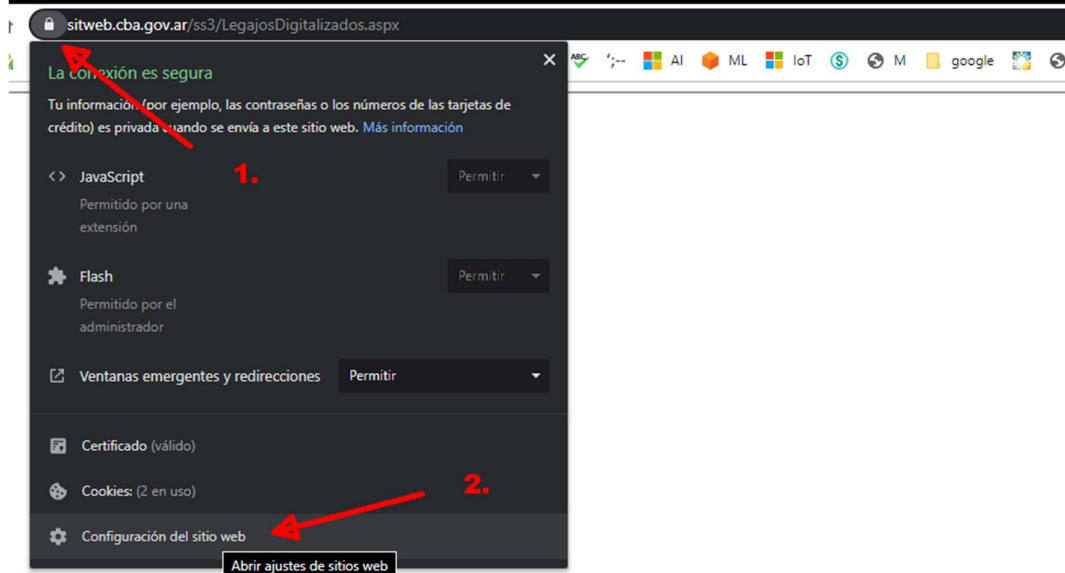 sitweb.cba.gov.ar/ss3/LegajosDigitalizados.aspx
ABC ';-- AI ML IoT S M google
La conexión es segura
Tu información (por ejemplo, las contraseñas o los números de las tarjetas de
crédito) es privada cuando se envía a este sitio web. Más información
1.
JavaScript Permitir
Permitido por una
extensión
Flash Permitir
Permitido por el
administrador
Ventanas emergentes y redirecciones Permitir
Certificado (válido)
Cookies: (2 en uso)
2.
Configuración del sitio web
Abrir ajustes de sitios web